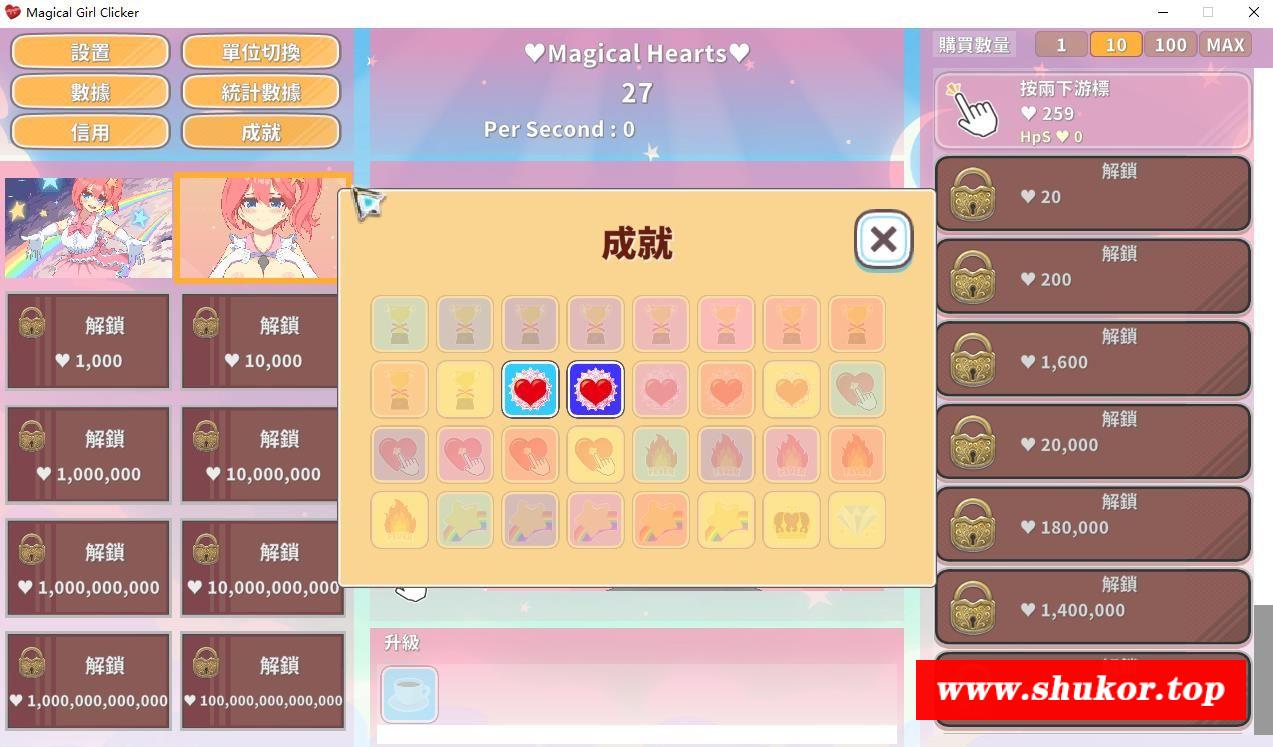 Magical Girl Clicker
設置
單位切換
數據
統計數據
信用
成就
♥Magical Hearts♥
27
Per Second : 0
購買數量
1
10
100
MAX
按兩下游標
♥ 259
HpS ♥ 0
解鎖
♥ 20
解鎖
♥ 200
解鎖
♥ 1,600
解鎖
♥ 20,000
解鎖
♥ 180,000
解鎖
♥ 1,400,000
成就
解鎖
♥ 1,000
解鎖
♥ 10,000
解鎖
♥ 1,000,000
解鎖
♥ 10,000,000
解鎖
♥ 1,000,000,000
解鎖
♥ 10,000,000,000
解鎖
♥ 1,000,000,000,000
解鎖
♥ 100,000,000,000,000
升級
www.shukor.top